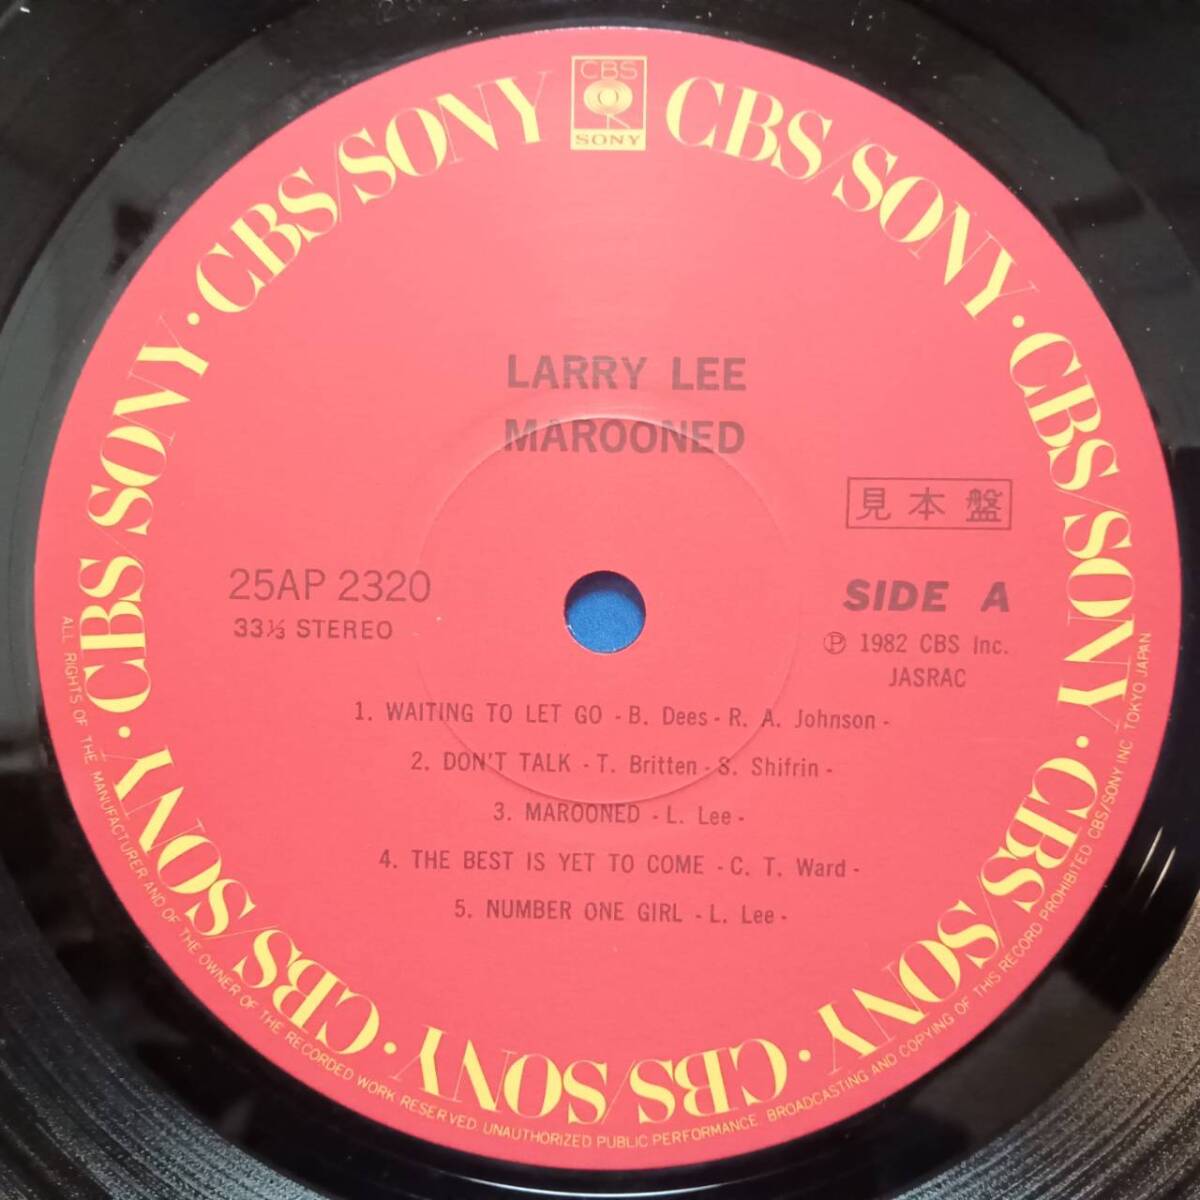 CBS
SONY
CBS/SONY · CBS/SONY · CBS/SONY · CBS/SONY · CBS/SONY · CBS/SONY · CBS/SONY · CBS/SONY
LARRY LEE
MAROONED
見本盤
25AP 2320
33⅓ STEREO
SIDE A
Ⓟ 1982 CBS Inc.
JASRAC
1. WAITING TO LET GO - B. Dees - R. A. Johnson -
2. DON'T TALK - T. Britten - S. Shifrin -
3. MAROONED - L. Lee -
4. THE BEST IS YET TO COME - C. T. Ward -
5. NUMBER ONE GIRL - L. Lee -
ALL RIGHTS OF THE MANUFACTURER AND OF THE OWNER OF THE RECORDED WORK RESERVED. UNAUTHORIZED PUBLIC PERFORMANCE. BROADCASTING AND COPYING OF THIS RECORD PROHIBITED CBS/SONY INC TOKYO JAPAN